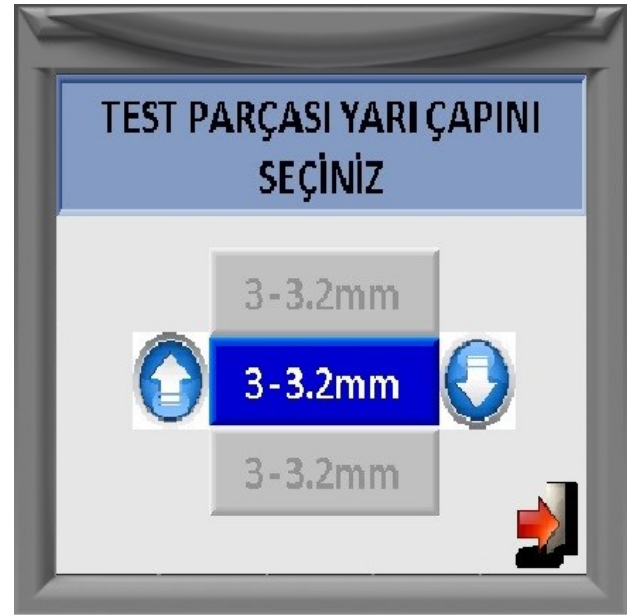 TEST PARÇASI YARI ÇAPINI
SEÇİNİZ
3-3.2mm
3-3.2mm
3-3.2mm